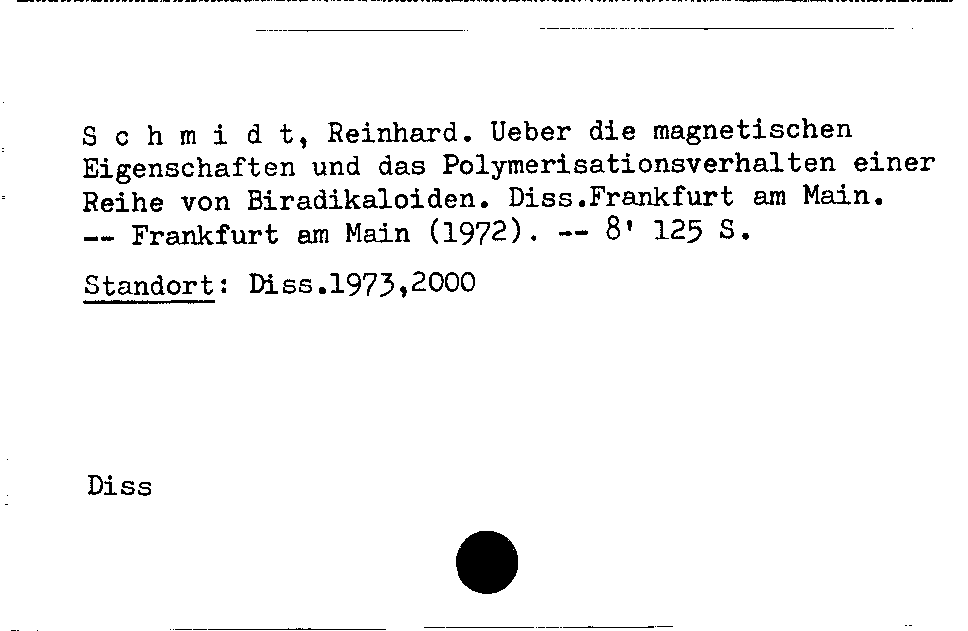 S c h m i d t, Reinhard. Ueber die magnetischen
Eigenschaften und das Polymerisationsverhalten einer
Reihe von Biradikaloiden. Diss.Frankfurt am Main.
-- Frankfurt am Main (1972). -- 8' 125 S.
Standort: Diss.1973,2000
Diss